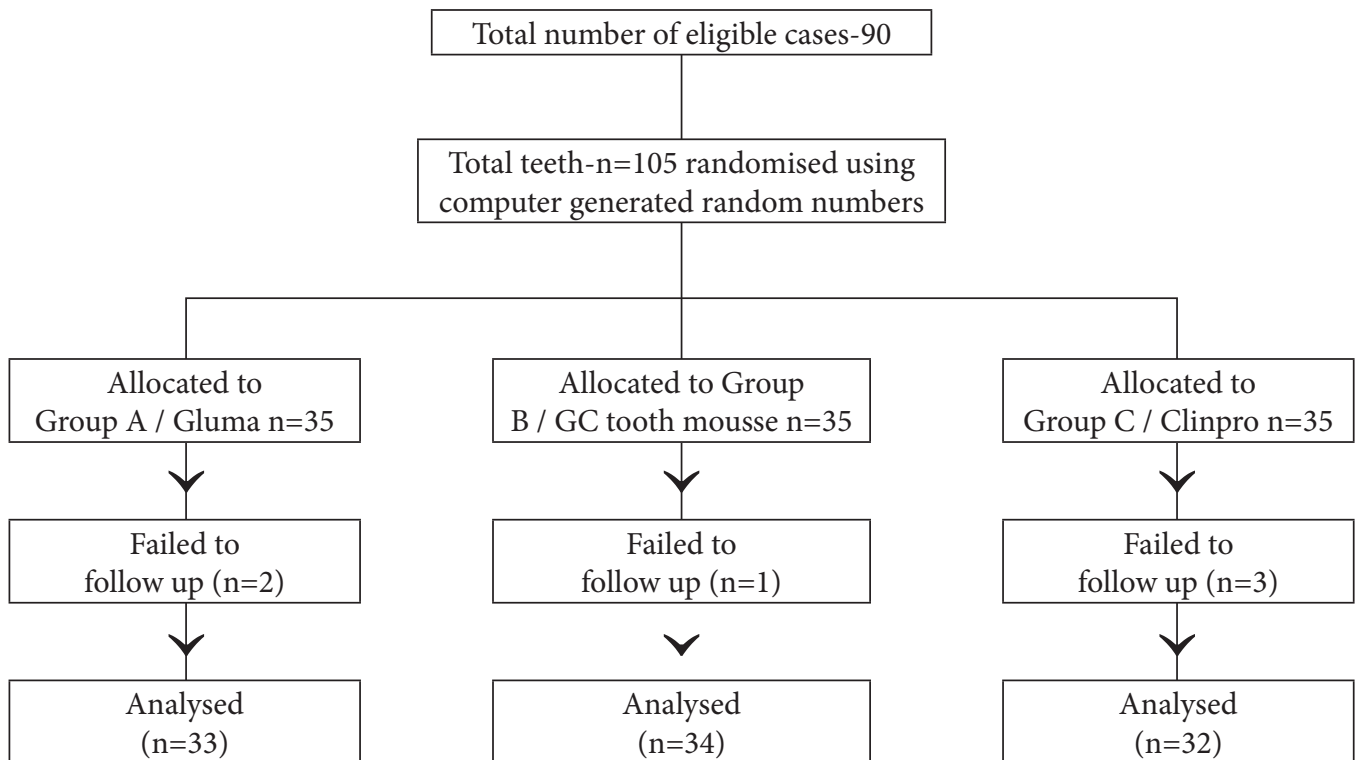 Total number of eligible cases-90
Total teeth-n=105 randomised using
computer generated random numbers
Allocated to
Group A / Gluma n=35
Allocated to Group
B / GC tooth mousse n=35
Allocated to
Group C / Clinpro n=35
Failed to
follow up (n=2)
Failed to
follow up (n=1)
Failed to
follow up (n=3)
Analysed
(n=33)
Analysed
(n=34)
Analysed
(n=32)